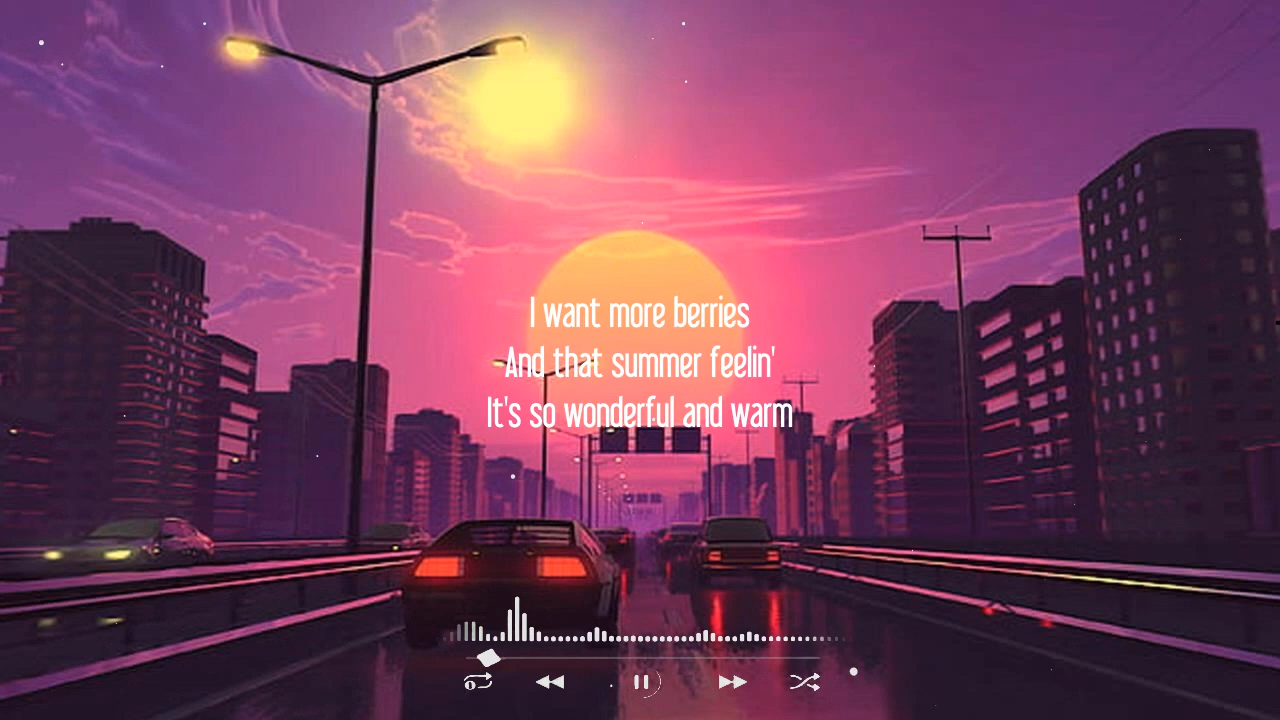 I want more berries
And that summer feelin'
It's so wonderful and warm